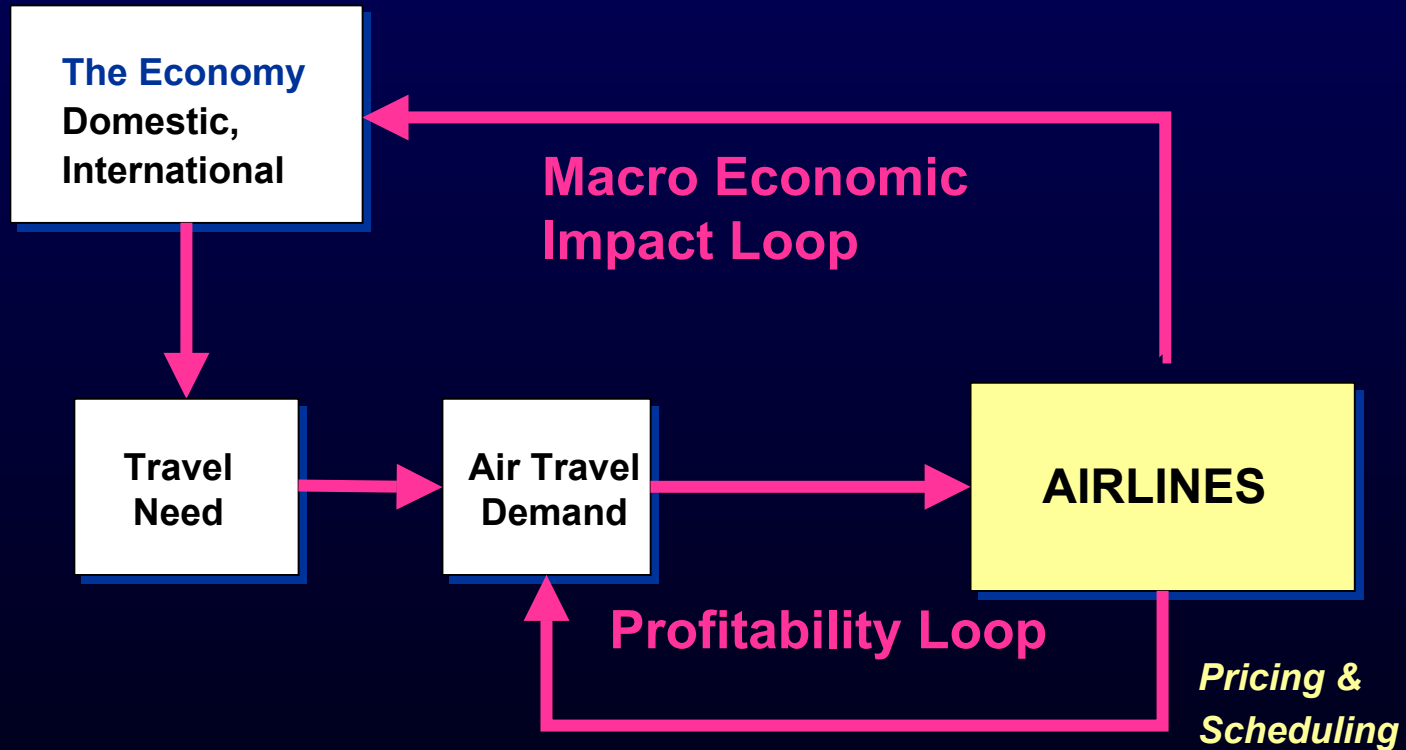 The Economy
Domestic,
International
Macro Economic
Impact Loop
Travel
Need
Air Travel
Demand
AIRLINES
Profitability Loop
Pricing &
Scheduling